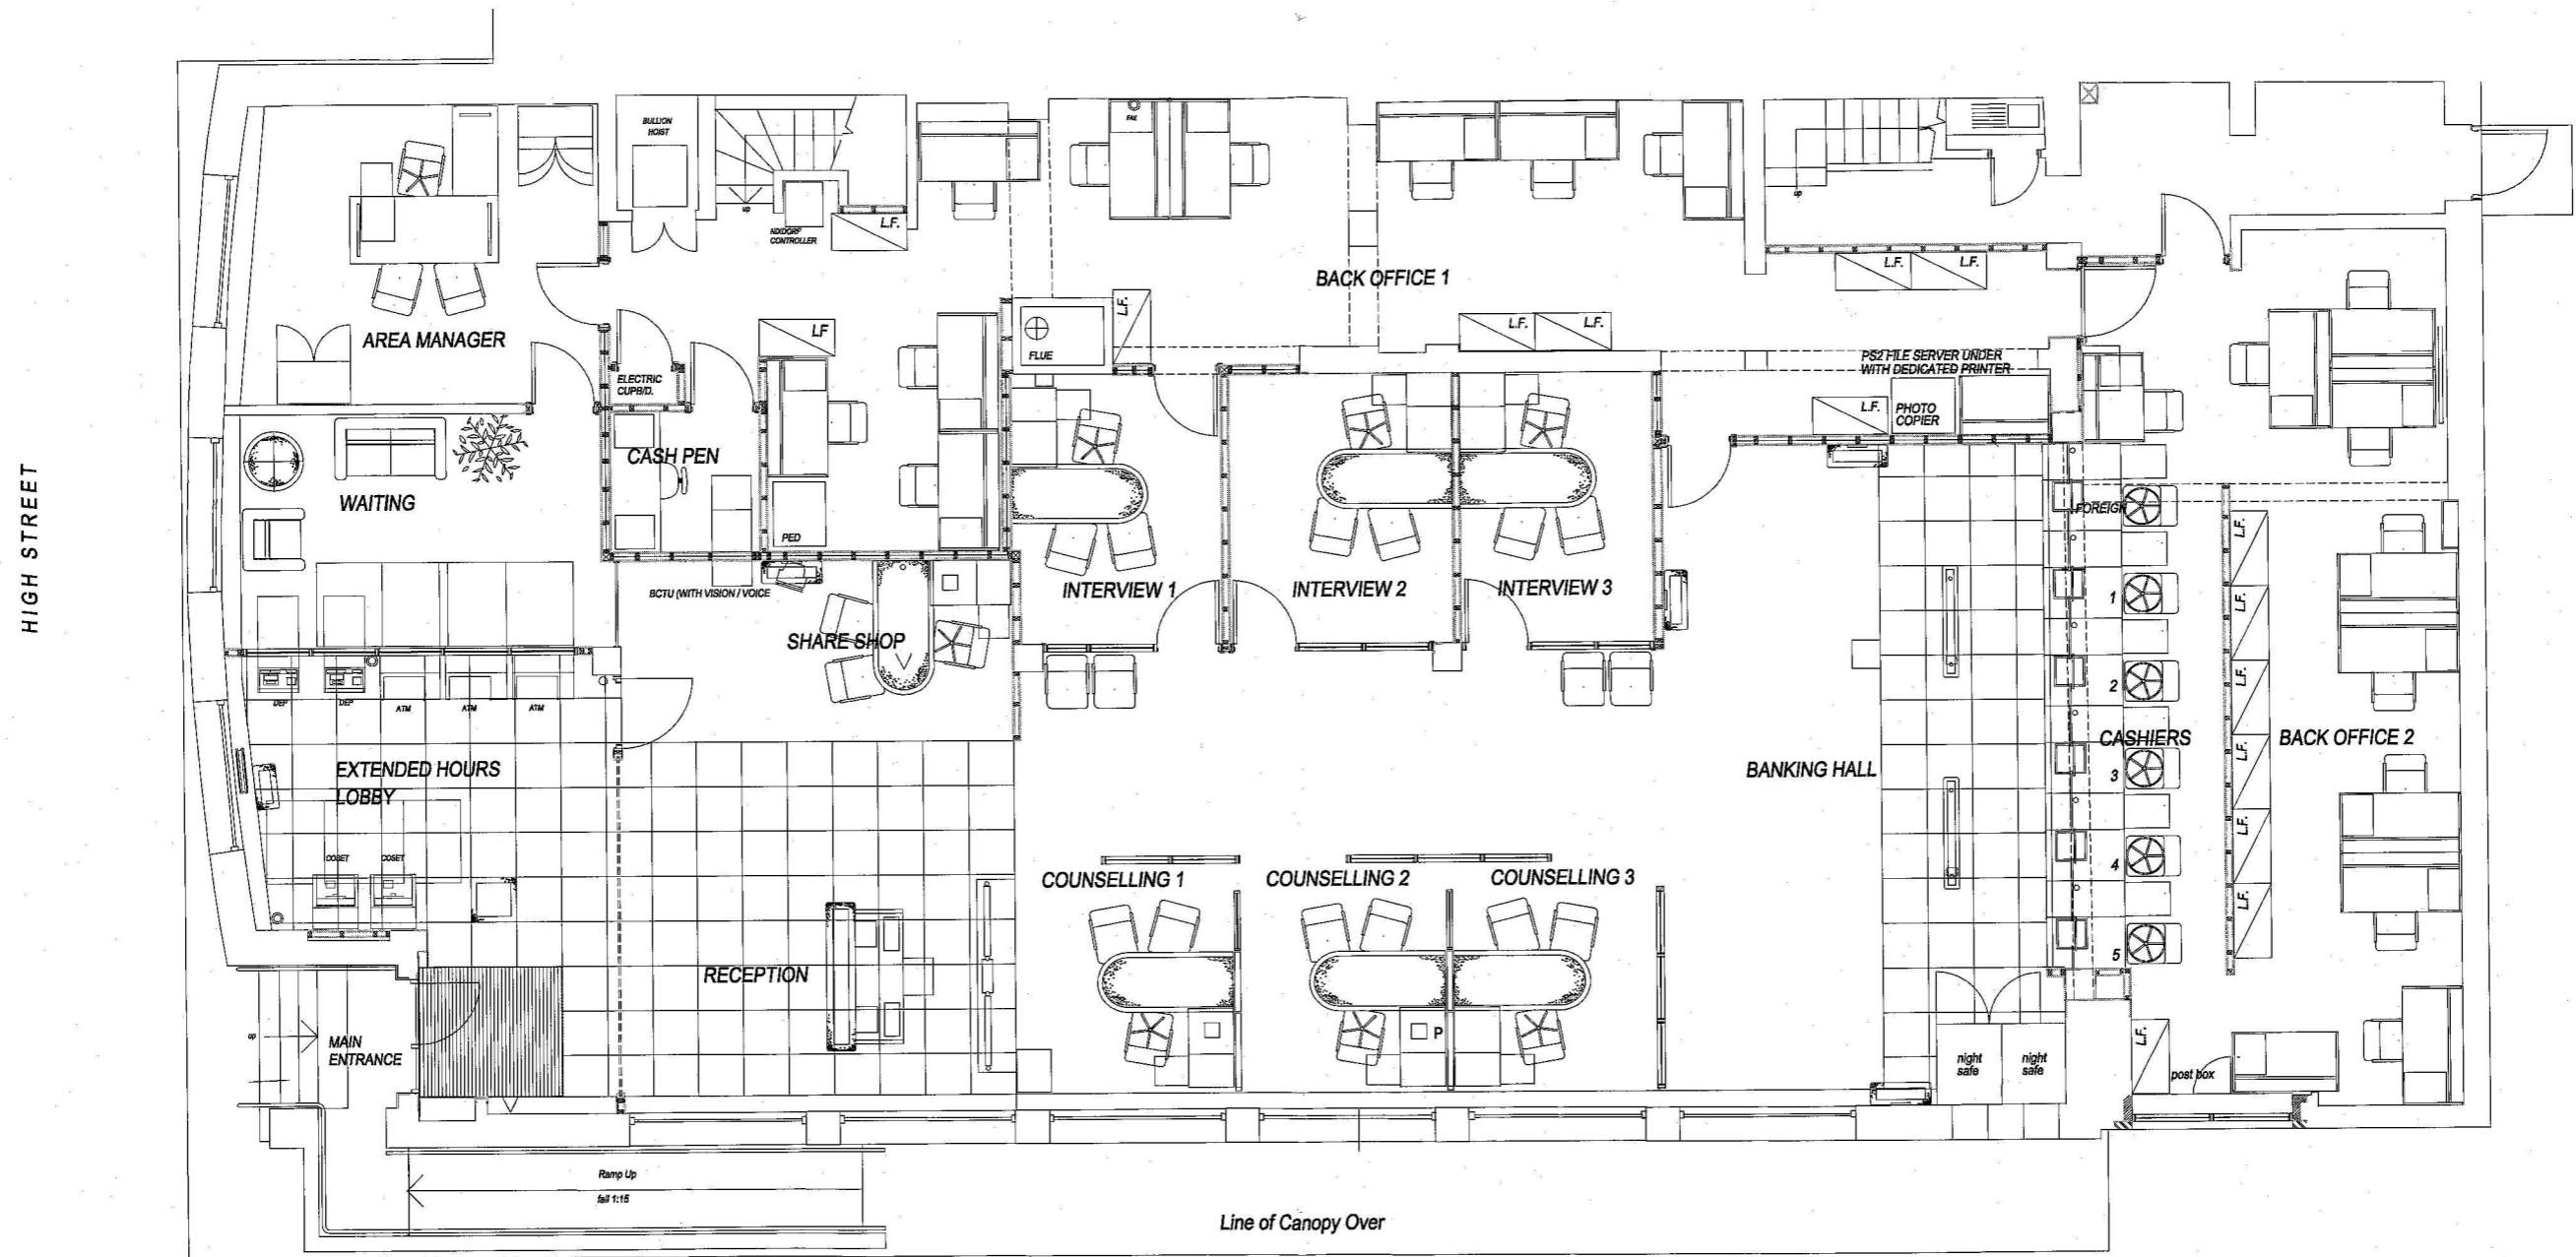 HIGH STREET
BULLION
HOIST
up
NIXDORF
CONTROLLER
L.F.
FAX
BACK OFFICE 1
up
L.F.
L.F.
AREA MANAGER
LF
FLUE
L.F.
L.F.
L.F.
ELECTRIC
CUPB/D.
PS2 FILE SERVER UNDER
WITH DEDICATED PRINTER
L.F.
PHOTO
COPIER
CASH PEN
WAITING
PED
FOREIGN
L.F.
BCTU (WITH VISION / VOICE
INTERVIEW 1
INTERVIEW 2
INTERVIEW 3
1
L.F.
SHARE SHOP
2
L.F.
DEP
DEP
ATM
ATM
ATM
CASHIERS
BACK OFFICE 2
L.F.
EXTENDED HOURS
LOBBY
BANKING HALL
3
L.F.
COSET
COSET
COUNSELLING 1
COUNSELLING 2
COUNSELLING 3
4
L.F.
5
RECEPTION
up
MAIN
ENTRANCE
P
night
safe
night
safe
L.F.
post box
Ramp Up
fall 1:15
Line of Canopy Over